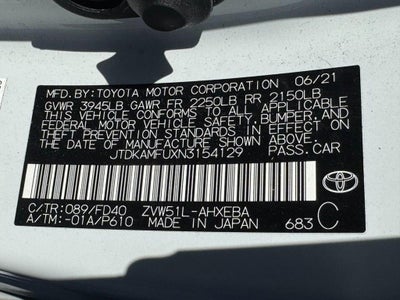 MFD.BY:TOYOTA MOTOR CORPORATION 06/21
GVWR 3945LB GAWR FR 2250LB RR 2150LB
THIS VEHICLE CONFORMS TO ALL APPLICABLE
FEDERAL MOTOR VEHICLE SAFETY, BUMPER, AND
THEFT PREVENTION STANDARDS IN EFFECT ON
THE DATE OF MANUFACTURE SHOWN ABOVE.
JTDKAMFUXN3154129 PASS.CAR
C/TR:089/FD40 ZVW51L-AHXEBA
A/TM:-01A/P610 MADE IN JAPAN 683 C
TOYOTA